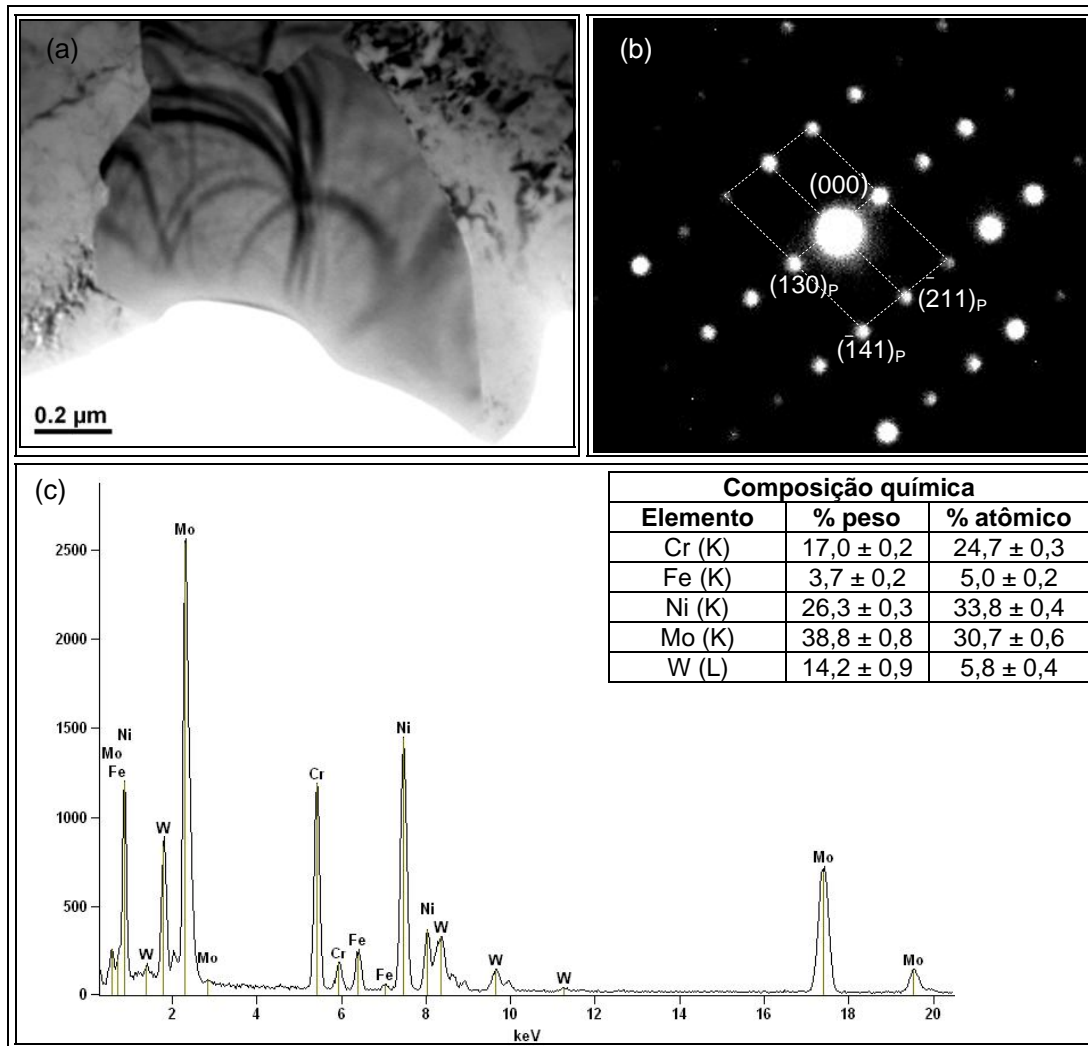 (a)
0.2 µm
(b)
(000)
(130)P
(2̄11)P
(1̄41)P
(c)
Composição química
Elemento % peso % atômico
Cr (K) 17,0 ± 0,2 24,7 ± 0,3
Fe (K) 3,7 ± 0,2 5,0 ± 0,2
Ni (K) 26,3 ± 0,3 33,8 ± 0,4
Mo (K) 38,8 ± 0,8 30,7 ± 0,6
W (L) 14,2 ± 0,9 5,8 ± 0,4
2500
2000
1500
1000
500
0
Mo
Ni
Fe
W
W
Mo
Mo
Cr
Cr
Fe
Fe
Ni
Ni
W
W
W
Mo
Mo
2 4 6 8 10 12 14 16 18 20
keV